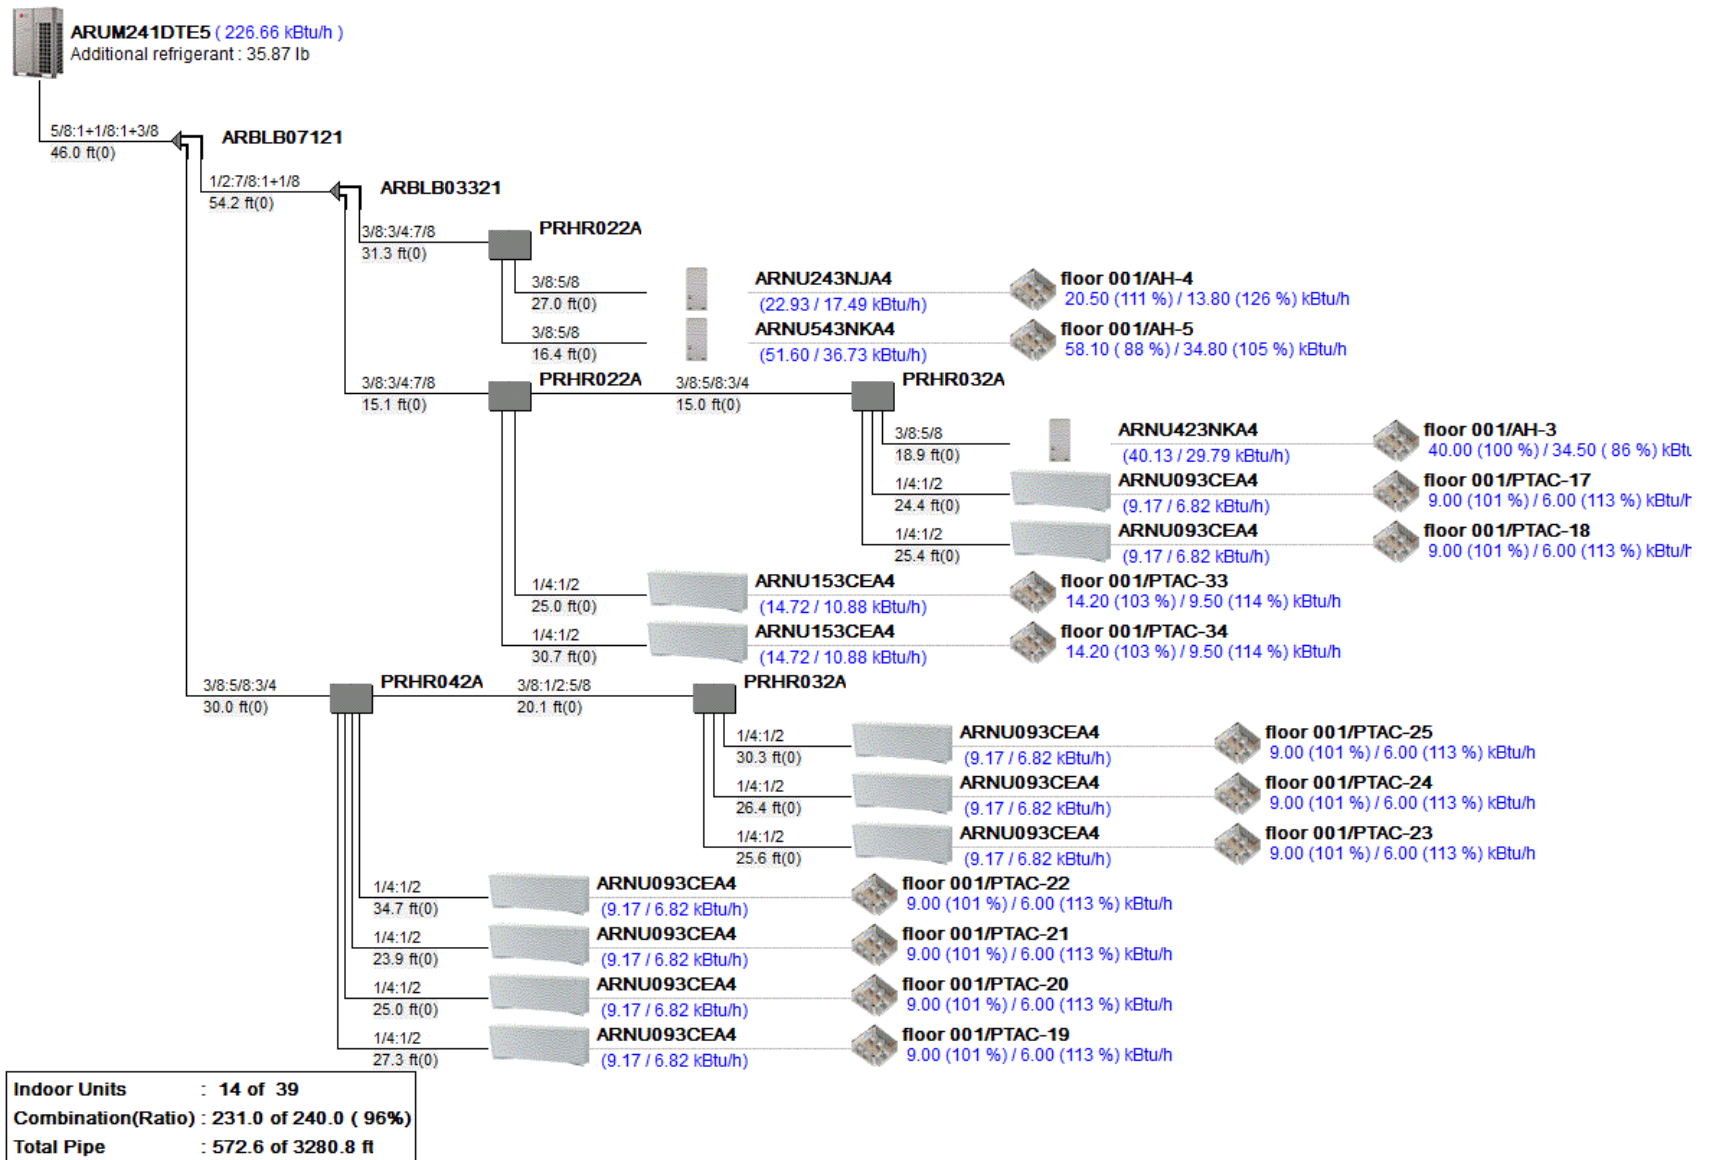 ARUM241DTE5 ( 226.66 kBtu/h )
Additional refrigerant : 35.87 lb
5/8:1+1/8:1+3/8
46.0 ft(0)
ARBLB07121
1/2:7/8:1+1/8
54.2 ft(0)
ARBLB03321
3/8:3/4:7/8
31.3 ft(0)
PRHR022A
3/8:5/8
27.0 ft(0)
ARNU243NJA4
(22.93 / 17.49 kBtu/h)
floor 001/AH-4
20.50 (111 %) / 13.80 (126 %) kBtu/h
3/8:5/8
16.4 ft(0)
ARNU543NKA4
(51.60 / 36.73 kBtu/h)
floor 001/AH-5
58.10 ( 88 %) / 34.80 (105 %) kBtu/h
3/8:3/4:7/8
15.1 ft(0)
PRHR022A
3/8:5/8:3/4
15.0 ft(0)
PRHR032A
3/8:5/8
18.9 ft(0)
ARNU423NKA4
(40.13 / 29.79 kBtu/h)
floor 001/AH-3
40.00 (100 %) / 34.50 ( 86 %) kBtu
1/4:1/2
24.4 ft(0)
ARNU093CEA4
(9.17 / 6.82 kBtu/h)
floor 001/PTAC-17
9.00 (101 %) / 6.00 (113 %) kBtu/h
1/4:1/2
25.4 ft(0)
ARNU093CEA4
(9.17 / 6.82 kBtu/h)
floor 001/PTAC-18
9.00 (101 %) / 6.00 (113 %) kBtu/h
1/4:1/2
25.0 ft(0)
ARNU153CEA4
(14.72 / 10.88 kBtu/h)
floor 001/PTAC-33
14.20 (103 %) / 9.50 (114 %) kBtu/h
1/4:1/2
30.7 ft(0)
ARNU153CEA4
(14.72 / 10.88 kBtu/h)
floor 001/PTAC-34
14.20 (103 %) / 9.50 (114 %) kBtu/h
3/8:5/8:3/4
30.0 ft(0)
PRHR042A
3/8:1/2:5/8
20.1 ft(0)
PRHR032A
1/4:1/2
30.3 ft(0)
ARNU093CEA4
(9.17 / 6.82 kBtu/h)
floor 001/PTAC-25
9.00 (101 %) / 6.00 (113 %) kBtu/h
1/4:1/2
26.4 ft(0)
ARNU093CEA4
(9.17 / 6.82 kBtu/h)
floor 001/PTAC-24
9.00 (101 %) / 6.00 (113 %) kBtu/h
1/4:1/2
25.6 ft(0)
ARNU093CEA4
(9.17 / 6.82 kBtu/h)
floor 001/PTAC-23
9.00 (101 %) / 6.00 (113 %) kBtu/h
1/4:1/2
34.7 ft(0)
ARNU093CEA4
(9.17 / 6.82 kBtu/h)
floor 001/PTAC-22
9.00 (101 %) / 6.00 (113 %) kBtu/h
1/4:1/2
23.9 ft(0)
ARNU093CEA4
(9.17 / 6.82 kBtu/h)
floor 001/PTAC-21
9.00 (101 %) / 6.00 (113 %) kBtu/h
1/4:1/2
25.0 ft(0)
ARNU093CEA4
(9.17 / 6.82 kBtu/h)
floor 001/PTAC-20
9.00 (101 %) / 6.00 (113 %) kBtu/h
1/4:1/2
27.3 ft(0)
ARNU093CEA4
(9.17 / 6.82 kBtu/h)
floor 001/PTAC-19
9.00 (101 %) / 6.00 (113 %) kBtu/h
Indoor Units : 14 of 39
Combination(Ratio) : 231.0 of 240.0 ( 96%)
Total Pipe : 572.6 of 3280.8 ft